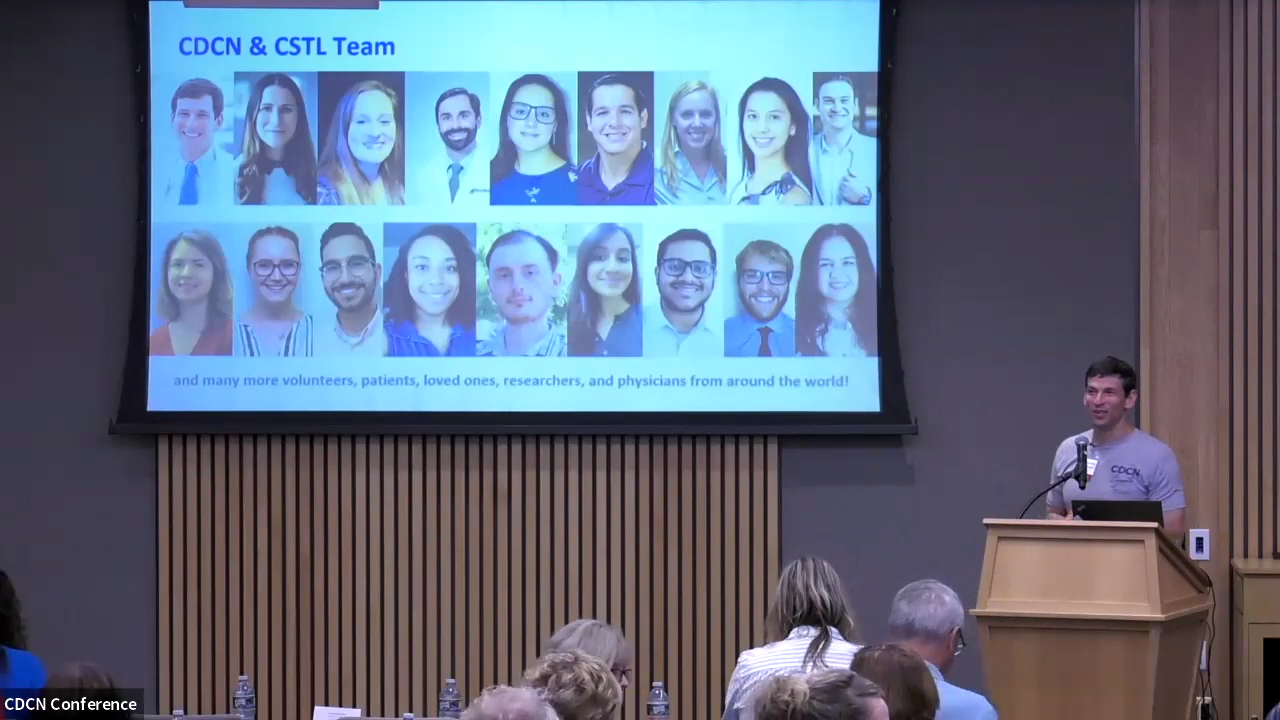 CDCN & CSTL Team
and many more volunteers, patients, loved ones, researchers, and physicians from around the world!
CDCN
CDCN Conference